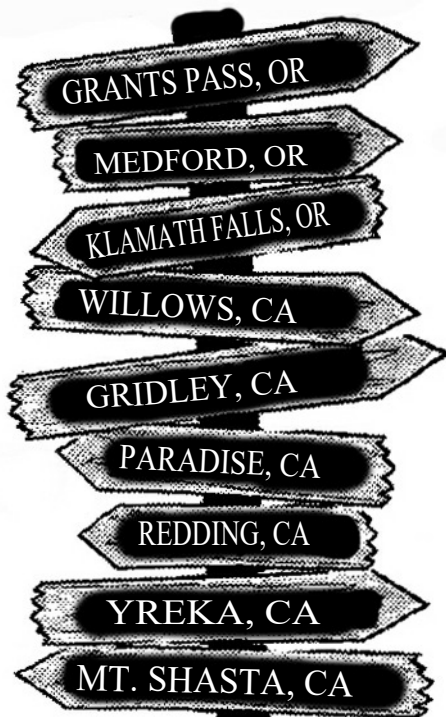 GRANTS PASS, OR
MEDFORD, OR
KLAMATH FALLS, OR
WILLOWS, CA
GRIDLEY, CA
PARADISE, CA
REDDING, CA
YREKA, CA
MT. SHASTA, CA